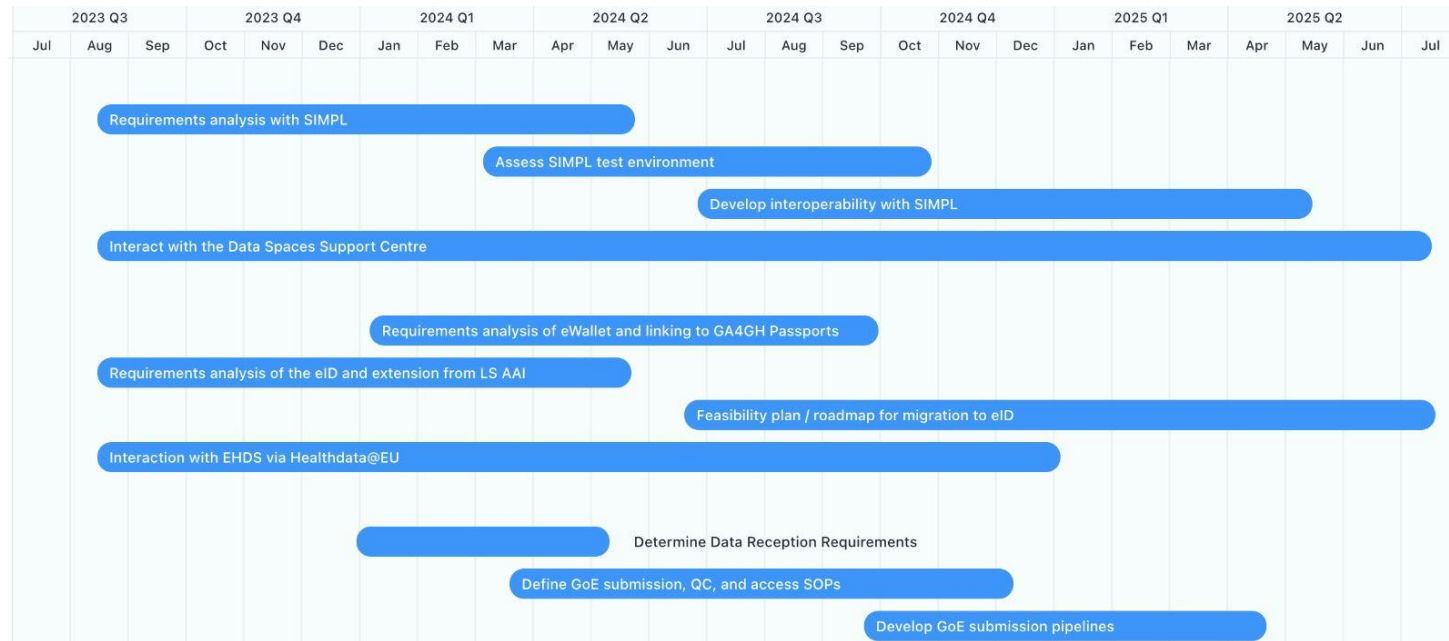 2023 Q3 2023 Q4 2024 Q1 2024 Q2 2024 Q3 2024 Q4 2025 Q1 2025 Q2
Jul Aug Sep Oct Nov Dec Jan Feb Mar Apr May Jun Jul Aug Sep Oct Nov Dec Jan Feb Mar Apr May Jun Jul
Requirements analysis with SIMPL
Assess SIMPL test environment
Develop interoperability with SIMPL
Interact with the Data Spaces Support Centre
Requirements analysis of eWallet and linking to GA4GH Passports
Requirements analysis of the eID and extension from LS AAI
Feasibility plan / roadmap for migration to eID
Interaction with EHDS via Healthdata@EU
Determine Data Reception Requirements
Define GoE submission, QC, and access SOPs
Develop GoE submission pipelines